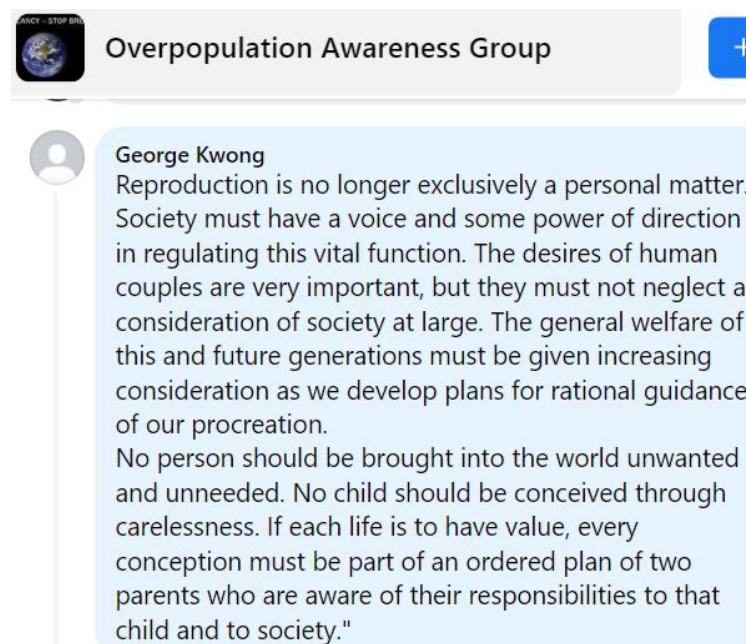 ANCY – STOP BRE
Overpopulation Awareness Group
+
George Kwong
Reproduction is no longer exclusively a personal matter.
Society must have a voice and some power of direction
in regulating this vital function. The desires of human
couples are very important, but they must not neglect a
consideration of society at large. The general welfare of
this and future generations must be given increasing
consideration as we develop plans for rational guidance
of our procreation.
No person should be brought into the world unwanted
and unneeded. No child should be conceived through
carelessness. If each life is to have value, every
conception must be part of an ordered plan of two
parents who are aware of their responsibilities to that
child and to society."